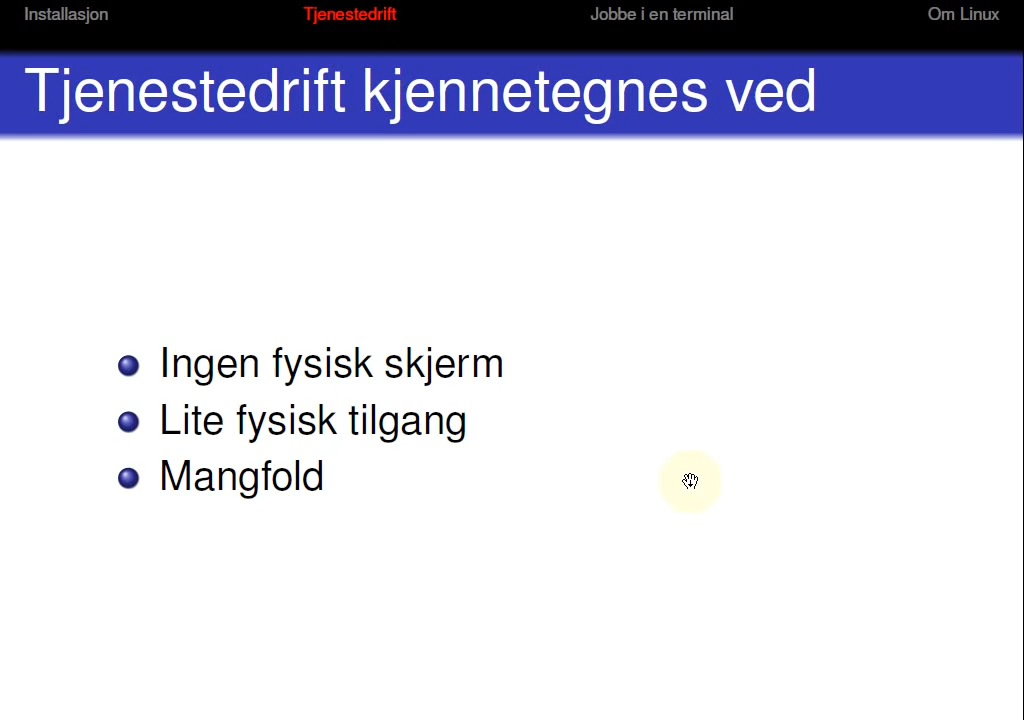 Installasjon Tjenestedrift Jobbe i en terminal Om Linux
Tjenestedrift kjennetegnes ved
Ingen fysisk skjerm
Lite fysisk tilgang
Mangfold